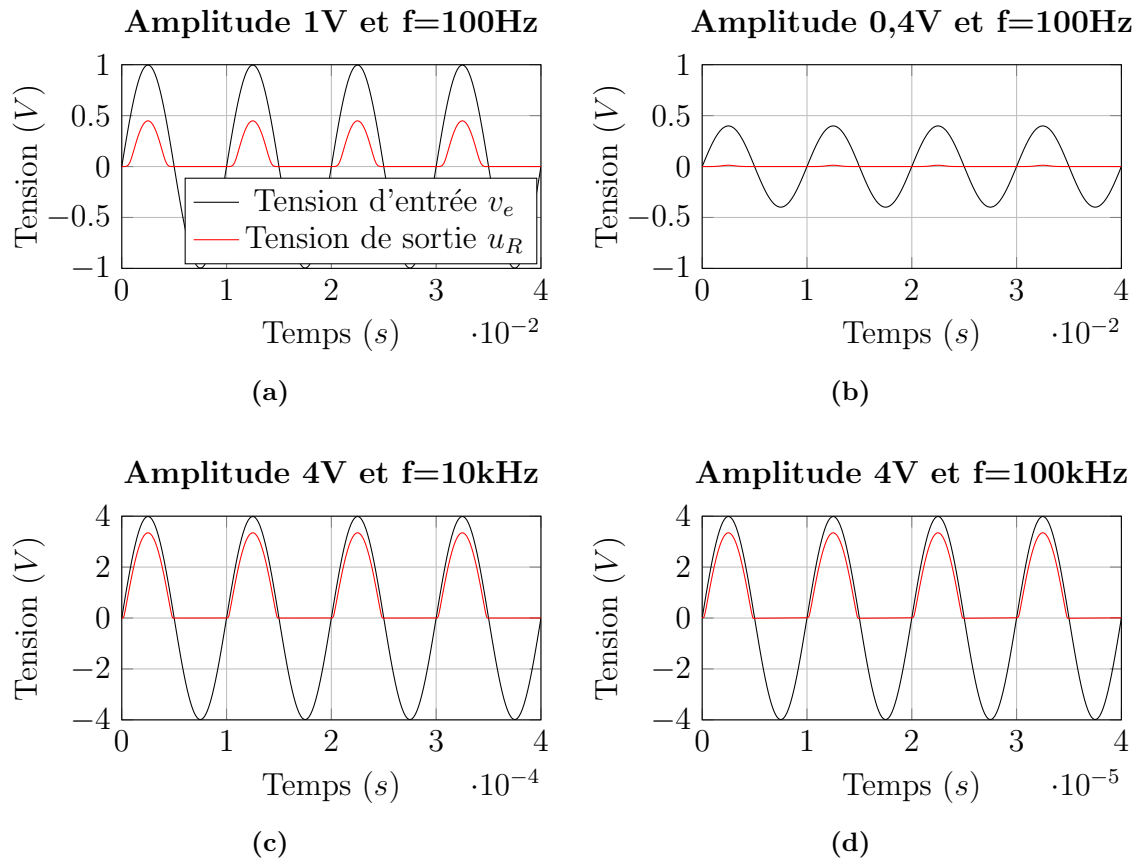 Amplitude 1V et f=100Hz
Tension (V)
1
0.5
0
−0.5
−1
Tension d'entrée v_e
Tension de sortie u_R
0 1 2 3 4
Temps (s) ·10^−2
(a)
Amplitude 0,4V et f=100Hz
Tension (V)
1
0.5
0
−0.5
−1
0 1 2 3 4
Temps (s) ·10^−2
(b)
Amplitude 4V et f=10kHz
Tension (V)
4
2
0
−2
−4
0 1 2 3 4
Temps (s) ·10^−4
(c)
Amplitude 4V et f=100kHz
Tension (V)
4
2
0
−2
−4
0 1 2 3 4
Temps (s) ·10^−5
(d)